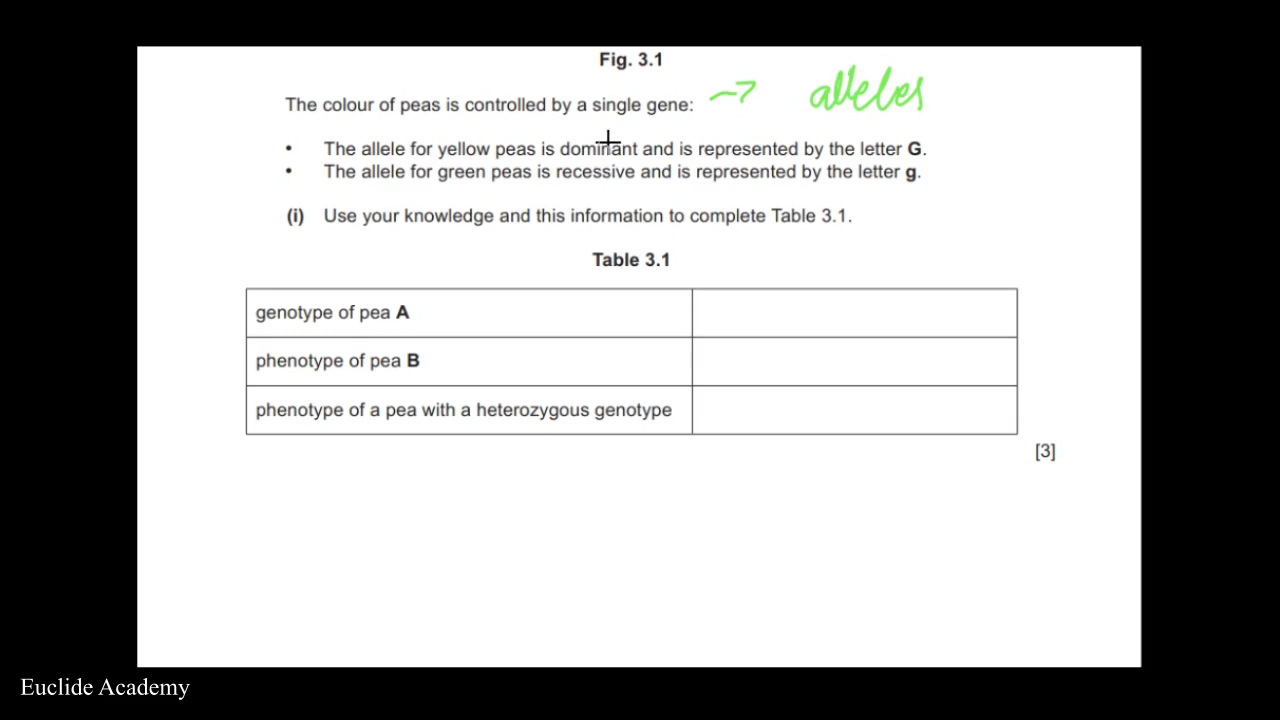 Fig. 3.1
The colour of peas is controlled by a single gene: → alleles
• The allele for yellow peas is dominant and is represented by the letter G.
• The allele for green peas is recessive and is represented by the letter g.
(i) Use your knowledge and this information to complete Table 3.1.
Table 3.1
genotype of pea A
phenotype of pea B
phenotype of a pea with a heterozygous genotype
[3]
Euclide Academy